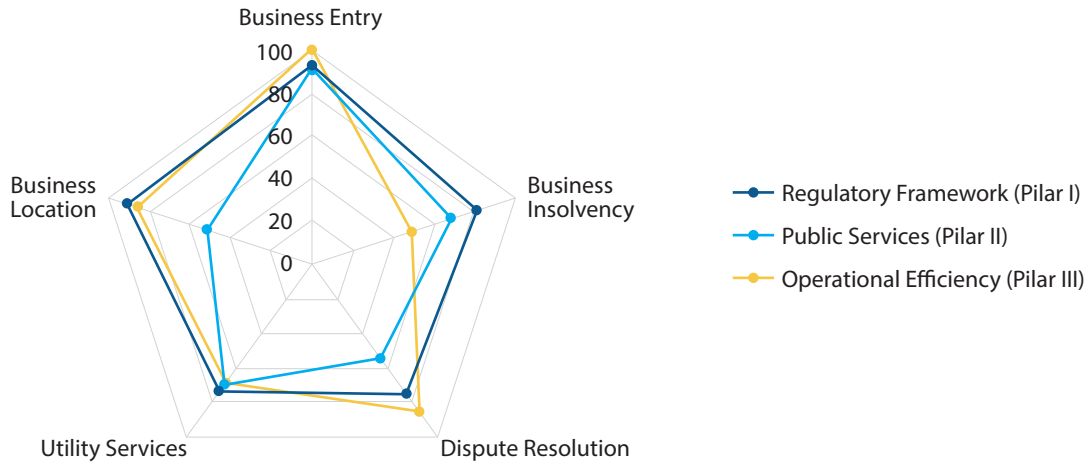 Business Entry
100
80
60
40
20
0
Business
Location
Business
Insolvency
Utility Services
Dispute Resolution
Regulatory Framework (Pilar I)
Public Services (Pilar II)
Operational Efficiency (Pilar III)